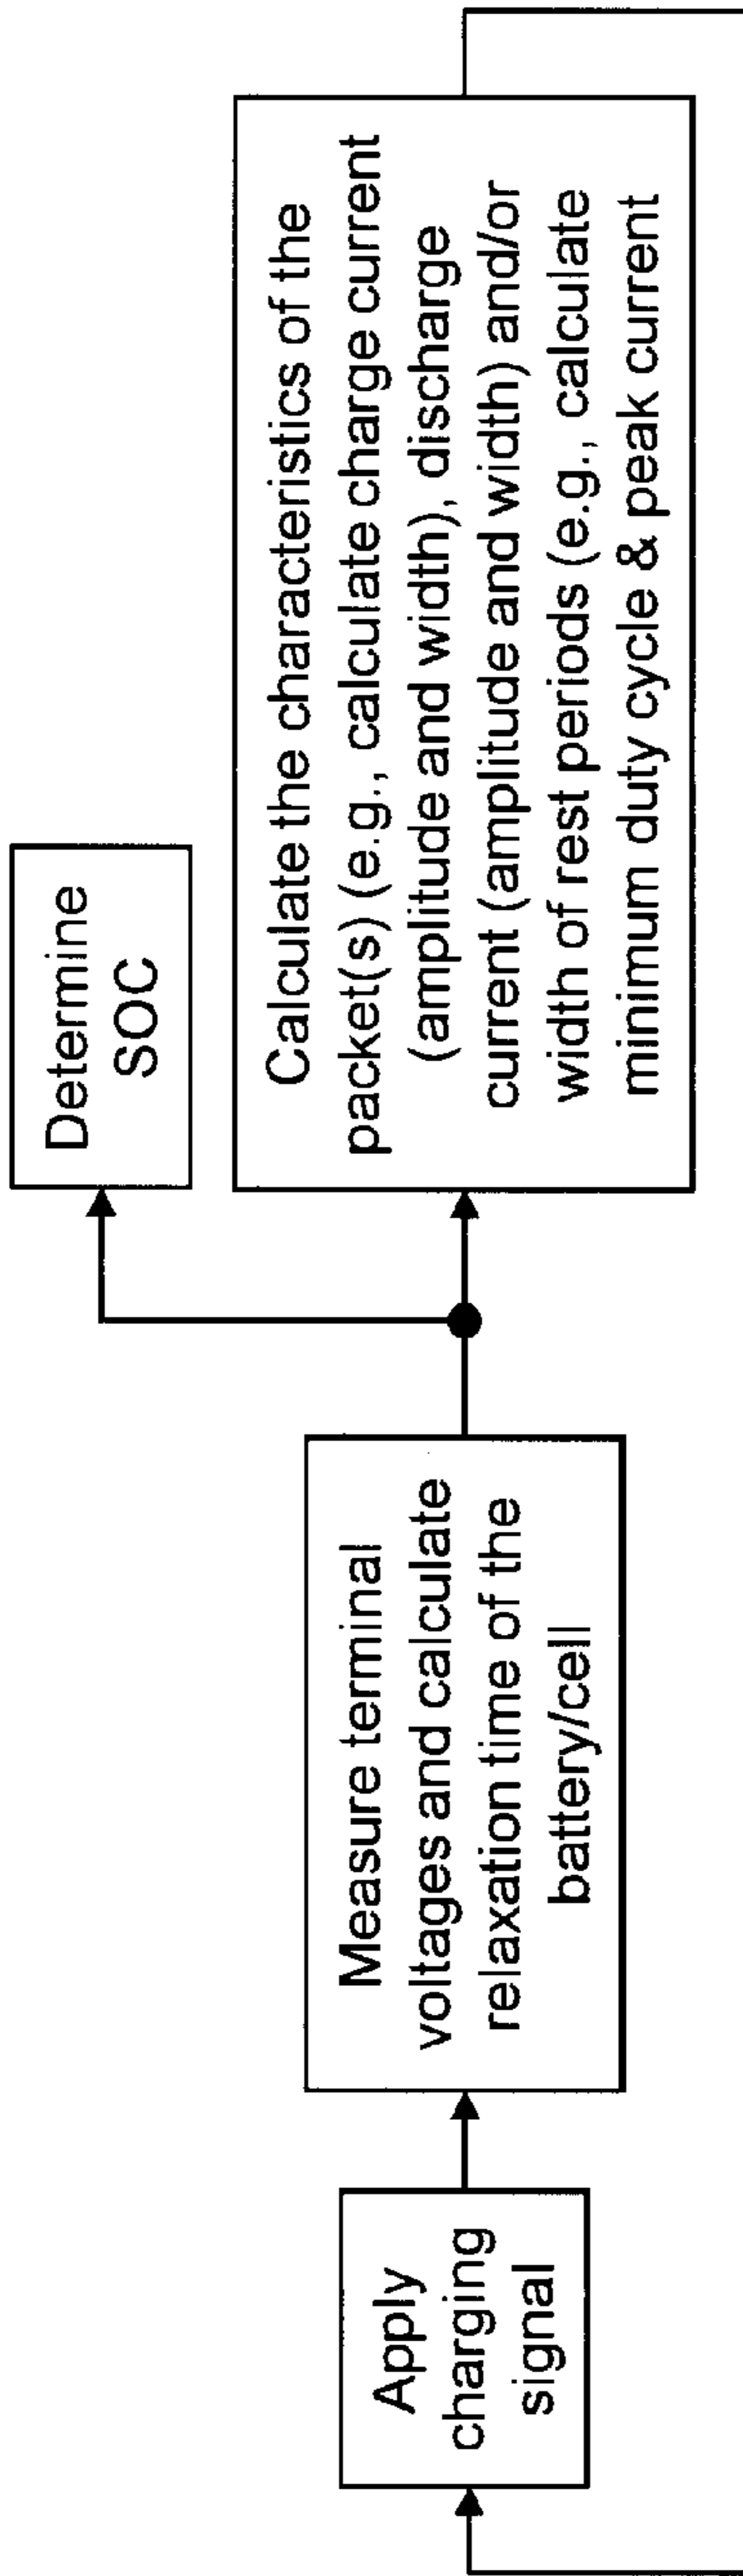 Apply
charging
signal
Measure terminal
voltages and calculate
relaxation time of the
battery/cell
Determine
SOC
Calculate the characteristics of the
packet(s) (e.g., calculate charge current
(amplitude and width), discharge
current (amplitude and width) and/or
width of rest periods (e.g., calculate
minimum duty cycle & peak current